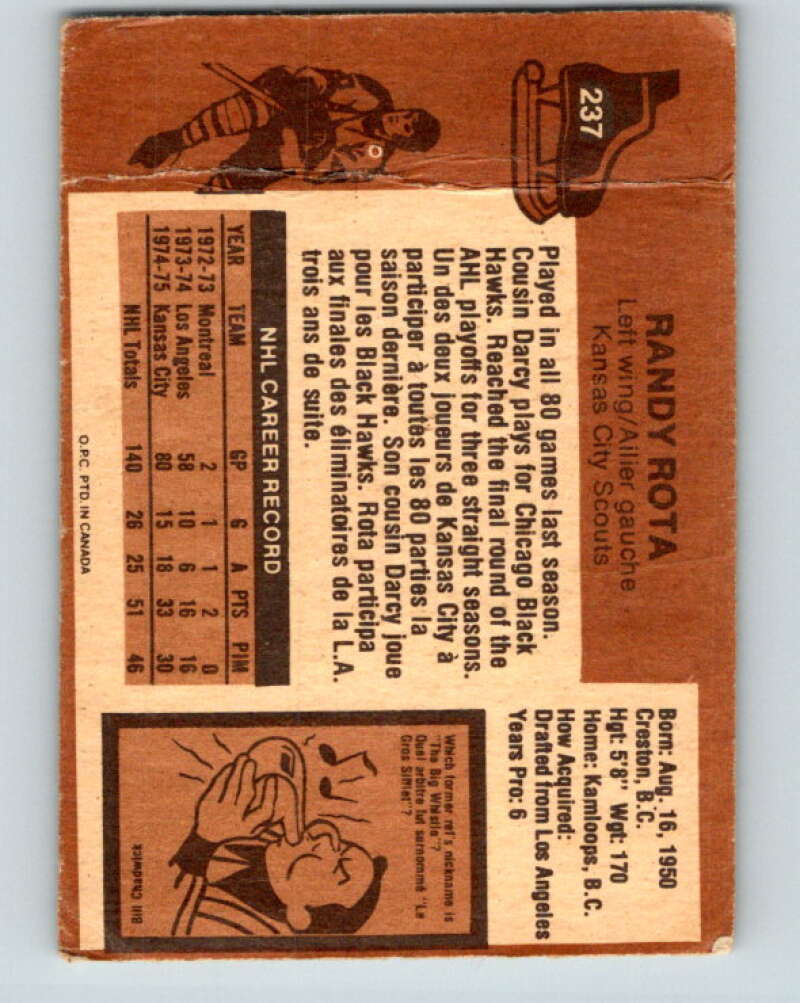 237
RANDY ROTA
Left wing/Ailier gauche
Kansas City Scouts
Played in all 80 games last season.
Cousin Darcy plays for Chicago Black
Hawks. Reached the final round of the
AHL playoffs for three straight seasons.
Un des deux joueurs de Kansas City à
participer à toutes les 80 parties la
saison dernière. Son cousin Darcy joue
pour les Black Hawks. Rota participa
aux finales des éliminatoires de la L.A.
trois ans de suite.
NHL CAREER RECORD
YEAR TEAM GP G A PTS PIM
1972-73 Montreal 2 1 1 2 0
1973-74 Los Angeles 58 10 6 16 16
1974-75 Kansas City 80 15 18 33 30
NHL Totals 140 26 25 51 46
O.P.C. PTD. IN CANADA
Born: Aug. 16, 1950
Creston, B.C.
Hgt: 5'8" Wgt: 170
Home: Kamloops, B.C.
How Acquired:
Drafted from Los Angeles
Years Pro: 6
Which former ref's nickname is
"The Big Whistle"?
Quel arbitre fut surnommé "Le
Gros Sifflet"?
Bill Chadwick